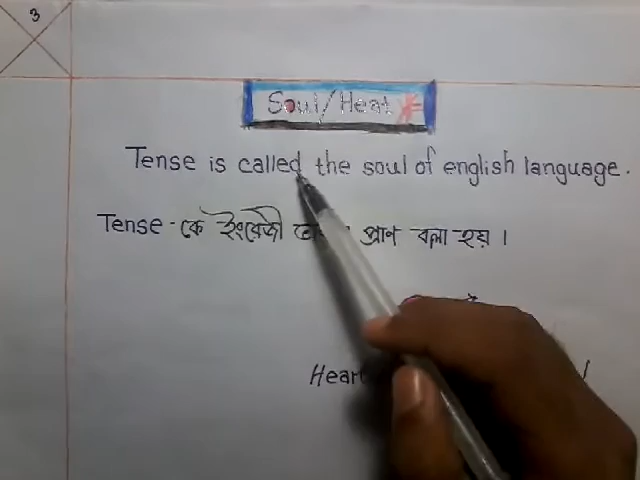 3
Soul/Heat
Tense is called the soul of english language.
Tense - কে ইংরেজী প্রাণ বলা হয়।
Heart